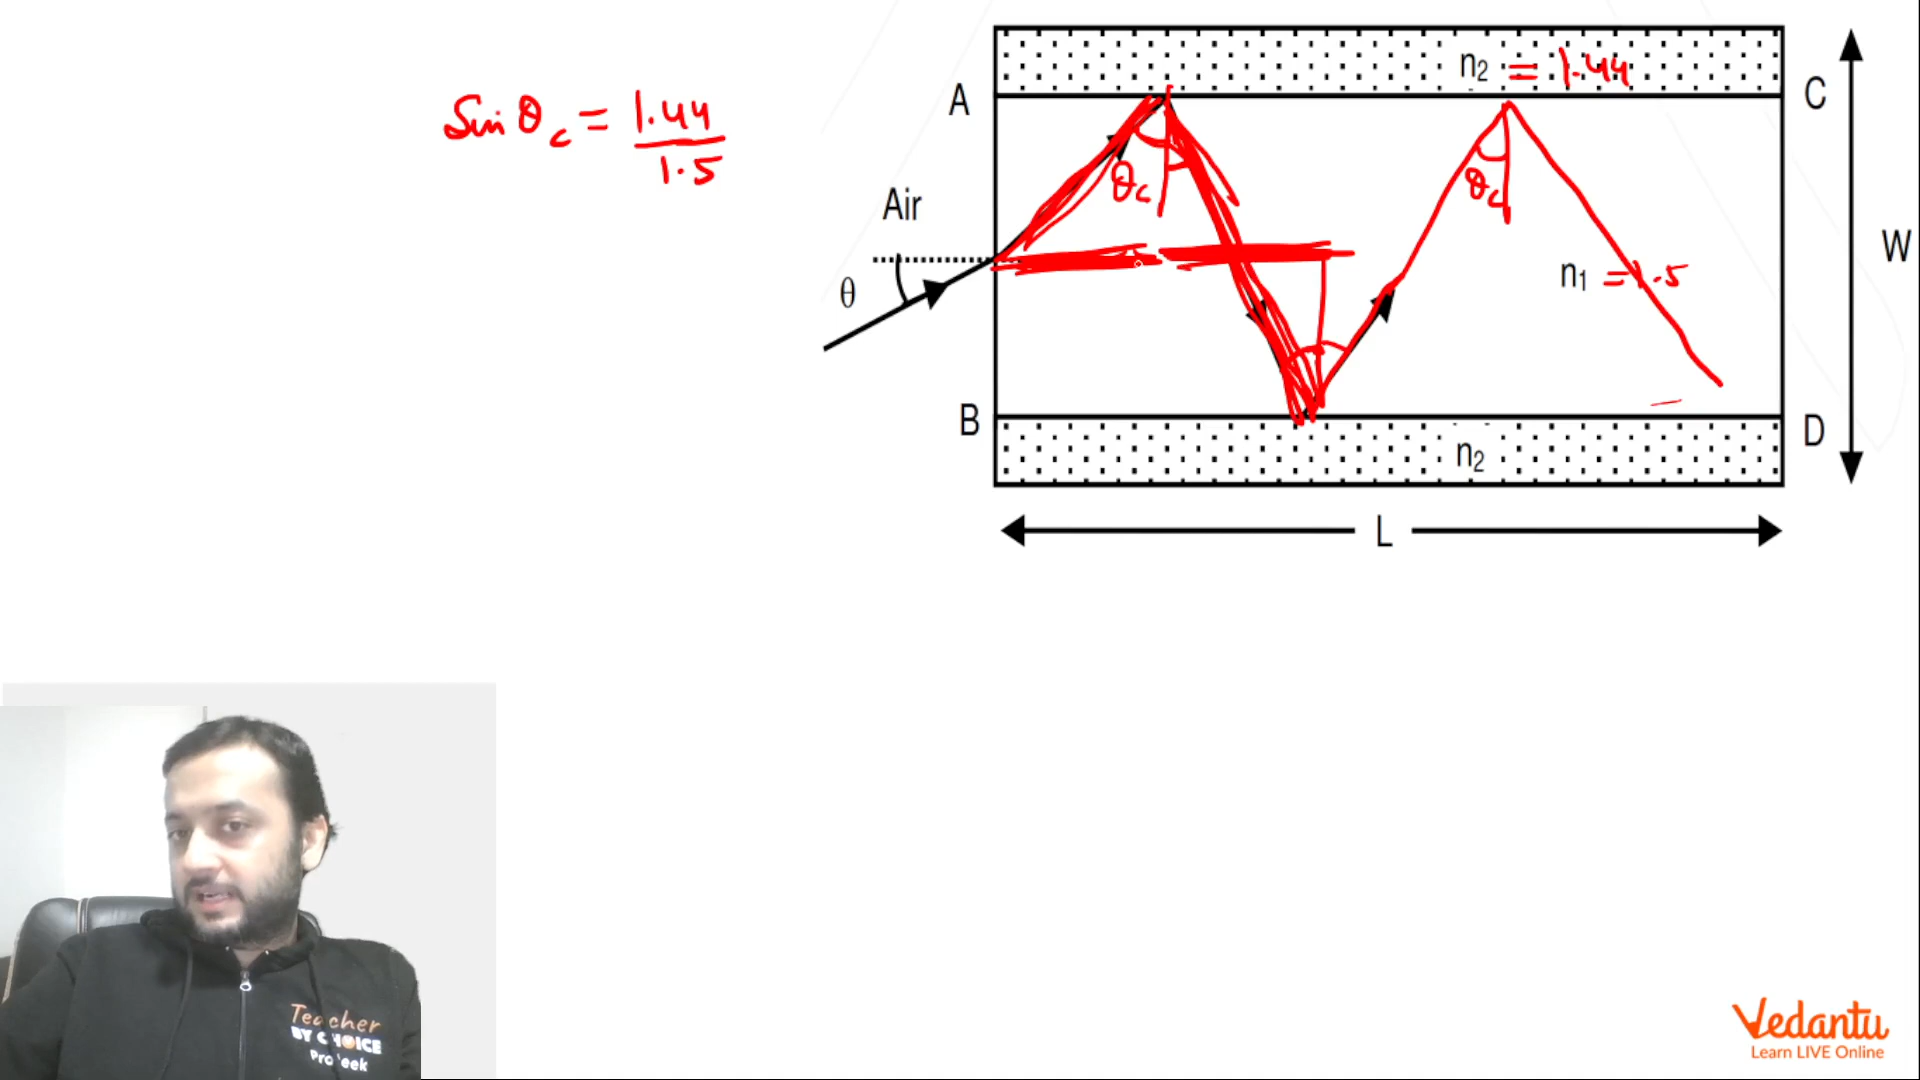 Sin θc = 1.44
1.5
n2 = 1.44
A
C
Air
θc
θc
W
θ
n1 = 1.5
B
D
n2
L
Teacher
BY CHOICE
Prateek
Vedantu
Learn LIVE Online